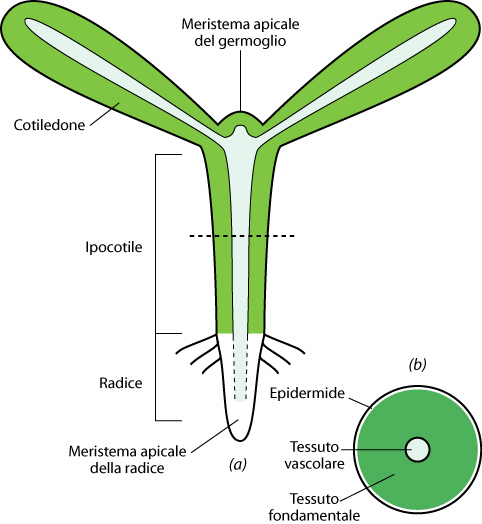 Meristema apicale
del germoglio
Cotiledone
Ipocotile
Radice
Meristema apicale
della radice
(a)
(b)
Epidermide
Tessuto
vascolare
Tessuto
fondamentale